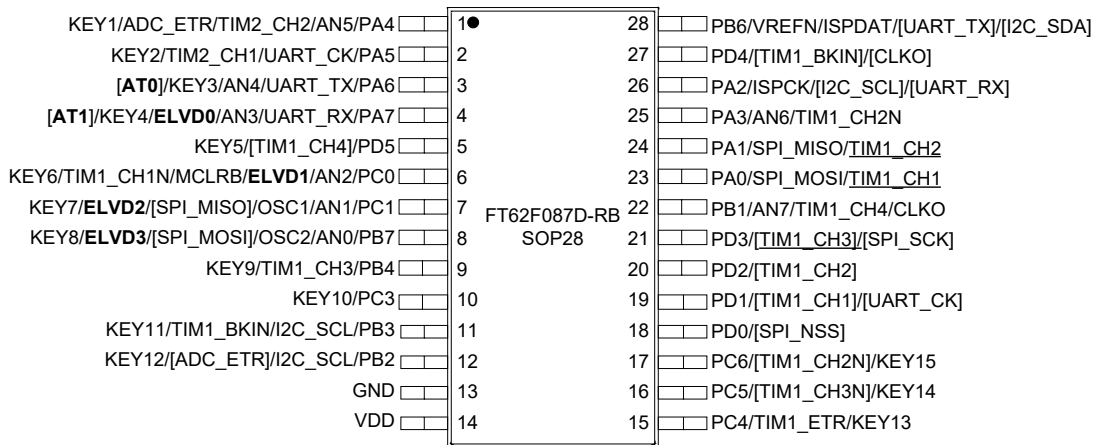 KEY1/ADC_ETR/TIM2_CH2/AN5/PA4 1 28 PB6/VREFN/ISPDAT/[UART_TX]/[I2C_SDA]
KEY2/TIM2_CH1/UART_CK/PA5 2 27 PD4/[TIM1_BKIN]/[CLKO]
[AT0]/KEY3/AN4/UART_TX/PA6 3 26 PA2/ISPCK/[I2C_SCL]/[UART_RX]
[AT1]/KEY4/ELVD0/AN3/UART_RX/PA7 4 25 PA3/AN6/TIM1_CH2N
KEY5/[TIM1_CH4]/PD5 5 24 PA1/SPI_MISO/TIM1_CH2
KEY6/TIM1_CH1N/MCLRB/ELVD1/AN2/PC0 6 23 PA0/SPI_MOSI/TIM1_CH1
KEY7/ELVD2/[SPI_MISO]/OSC1/AN1/PC1 7 FT62F087D-RB 22 PB1/AN7/TIM1_CH4/CLKO
KEY8/ELVD3/[SPI_MOSI]/OSC2/AN0/PB7 8 SOP28 21 PD3/[TIM1_CH3]/[SPI_SCK]
KEY9/TIM1_CH3/PB4 9 20 PD2/[TIM1_CH2]
KEY10/PC3 10 19 PD1/[TIM1_CH1]/[UART_CK]
KEY11/TIM1_BKIN/I2C_SCL/PB3 11 18 PD0/[SPI_NSS]
KEY12/[ADC_ETR]/I2C_SCL/PB2 12 17 PC6/[TIM1_CH2N]/KEY15
GND 13 16 PC5/[TIM1_CH3N]/KEY14
VDD 14 15 PC4/TIM1_ETR/KEY13